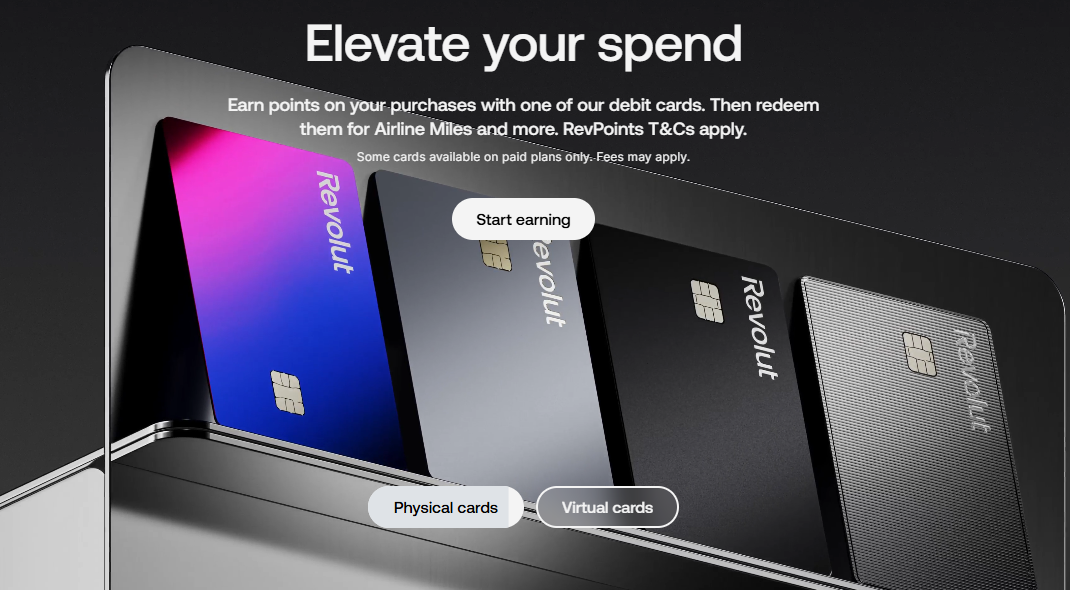 Elevate your spend
Earn points on your purchases with one of our debit cards. Then redeem
them for Airline Miles and more. RevPoints T&Cs apply.
Some cards available on paid plans only. Fees may apply.
Start earning
Revolut
Revolut
Revolut
Revolut
Physical cards
Virtual cards